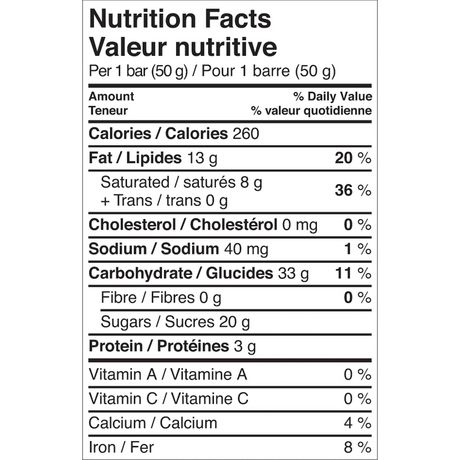 Nutrition Facts
Valeur nutritive
Per 1 bar (50 g) / Pour 1 barre (50 g)
Amount % Daily Value
Teneur % valeur quotidienne
Calories / Calories 260
Fat / Lipides 13 g 20 %
Saturated / saturés 8 g
+ Trans / trans 0 g 36 %
Cholesterol / Cholestérol 0 mg 0 %
Sodium / Sodium 40 mg 1 %
Carbohydrate / Glucides 33 g 11 %
Fibre / Fibres 0 g 0 %
Sugars / Sucres 20 g
Protein / Protéines 3 g
Vitamin A / Vitamine A 0 %
Vitamin C / Vitamine C 0 %
Calcium / Calcium 4 %
Iron / Fer 8 %